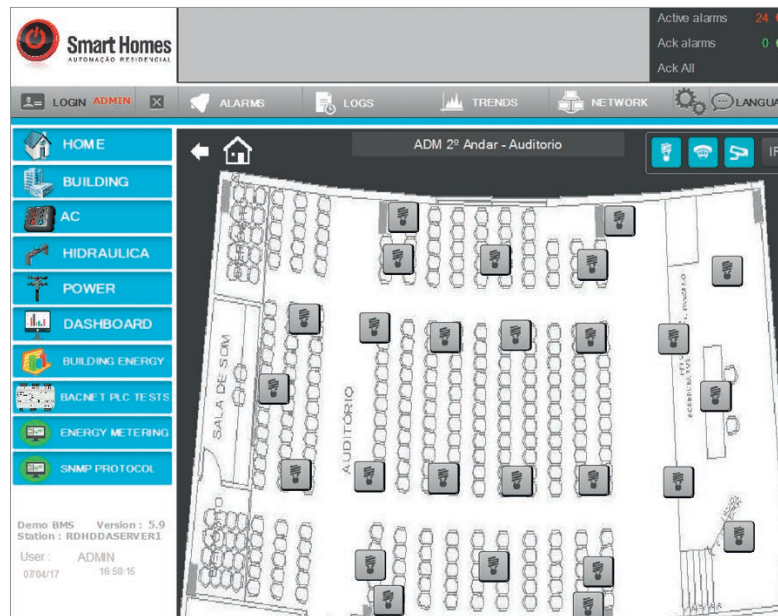 Smart Homes
AUTOMAÇÃO RESIDENCIAL
Active alarms 24
Ack alarms 0
Ack All
LOGIN ADMIN
ALARMS
LOGS
TRENDS
NETWORK
LANGUA
HOME
BUILDING
AC
HIDRAULICA
POWER
DASHBOARD
BUILDING ENERGY
BACNET PLC TESTS
ENERGY METERING
SNMP PROTOCOL
ADM 2º Andar - Auditorio
SALA DE SOM
AUDITÓRIO
Demo BMS Version : 5.9
Station : RDHDDASERVER1
User : ADMIN
07/04/17 16:50:15